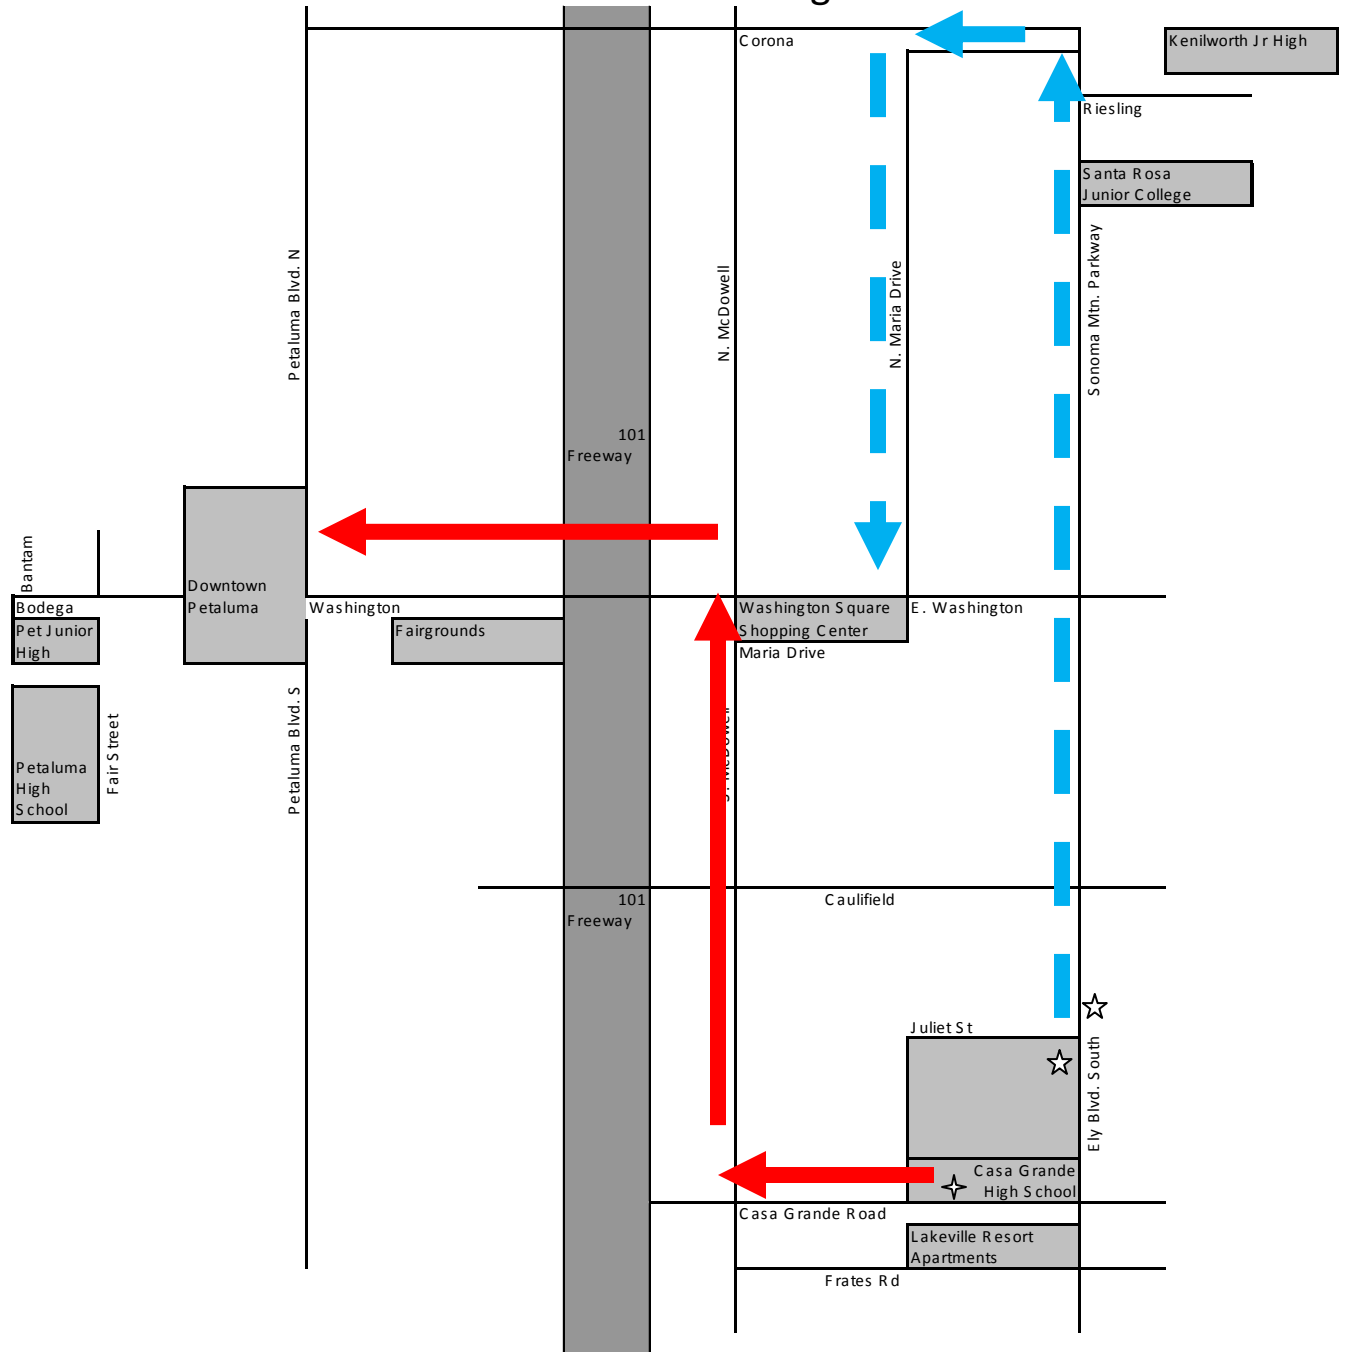 Corona
Kenilworth Jr High
Riesling
Santa Rosa
Junior College
Petaluma Blvd. N
N. McDowell
N. Maria Drive
Sonoma Mtn. Parkway
101
Freeway
Bantam
Downtown
Petaluma
Bodega
Washington
Washington Square
Shopping Center
E. Washington
Pet Junior
High
Fairgrounds
Maria Drive
Petaluma Blvd. S
S. McDowell
Fair Street
Petaluma
High
School
101
Freeway
Caulifield
Juliet St
Ely Blvd. South
Casa Grande
High School
Casa Grande Road
Lakeville Resort
Apartments
Frates Rd